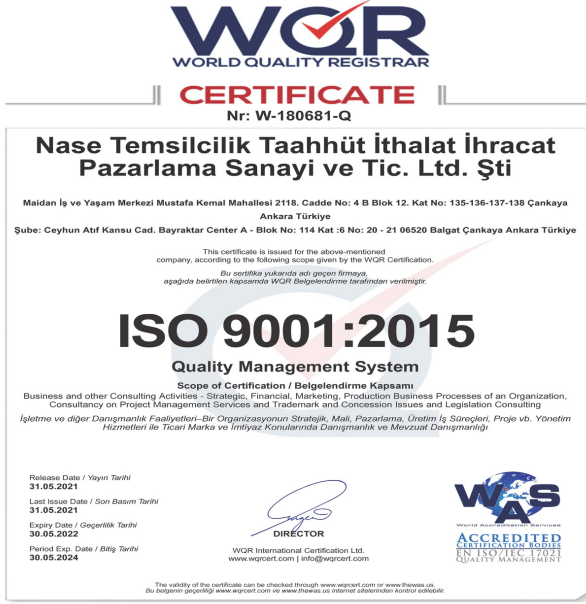 WQR
WORLD QUALITY REGISTRAR
CERTIFICATE
Nr: W-180681-Q
Nase Temsilcilik Taahhüt İthalat İhracat
Pazarlama Sanayi ve Tic. Ltd. Şti
Maidan İş ve Yaşam Merkezi Mustafa Kemal Mahallesi 2118. Cadde No: 4 B Blok 12. Kat No: 135-136-137-138 Çankaya
Ankara Türkiye
Şube: Ceyhun Atıf Kansu Cad. Bayraktar Center A - Blok No: 114 Kat :6 No: 20 - 21 06520 Balgat Çankaya Ankara Türkiye
This certificate is issued for the above-mentioned
company, according to the following scope given by the WQR Certification.
Bu sertifika yukarıda adı geçen firmaya,
aşağıda belirtilen kapsamda WQR Belgelendirme tarafından verilmiştir.
ISO 9001:2015
Quality Management System
Scope of Certification / Belgelendirme Kapsamı
Business and other Consulting Activities - Strategic, Financial, Marketing, Production Business Processes of an Organization,
Consultancy on Project Management Services and Trademark and Concession Issues and Legislation Consulting
İşletme ve diğer Danışmanlık Faaliyetleri–Bir Organizasyonun Stratejik, Mali, Pazarlama, Üretim İş Süreçleri, Proje vb. Yönetim
Hizmetleri ile Ticari Marka ve İmtiyaz Konularında Danışmanlık ve Mevzuat Danışmanlığı
Release Date / Yayın Tarihi
31.05.2021
Last Issue Date / Son Basım Tarihi
31.05.2021
Expiry Date / Geçerlilik Tarihi
30.05.2022
Period Exp. Date / Bitiş Tarihi
30.05.2024
DIRECTOR
WQR International Certification Ltd.
www.wqrcert.com | info@wqrcert.com
WAS
World Accreditation Services
ACCREDITED
CERTIFICATION BODIES
EN ISO/IEC 17021
QUALITY MANAGEMENT
The validity of the certificate can be checked through www.wqrcert.com or www.thewas.us.
Bu belgenin geçerliliği www.wqrcert.com ve www.thewas.us internet sitelerinden kontrol edilebilir.